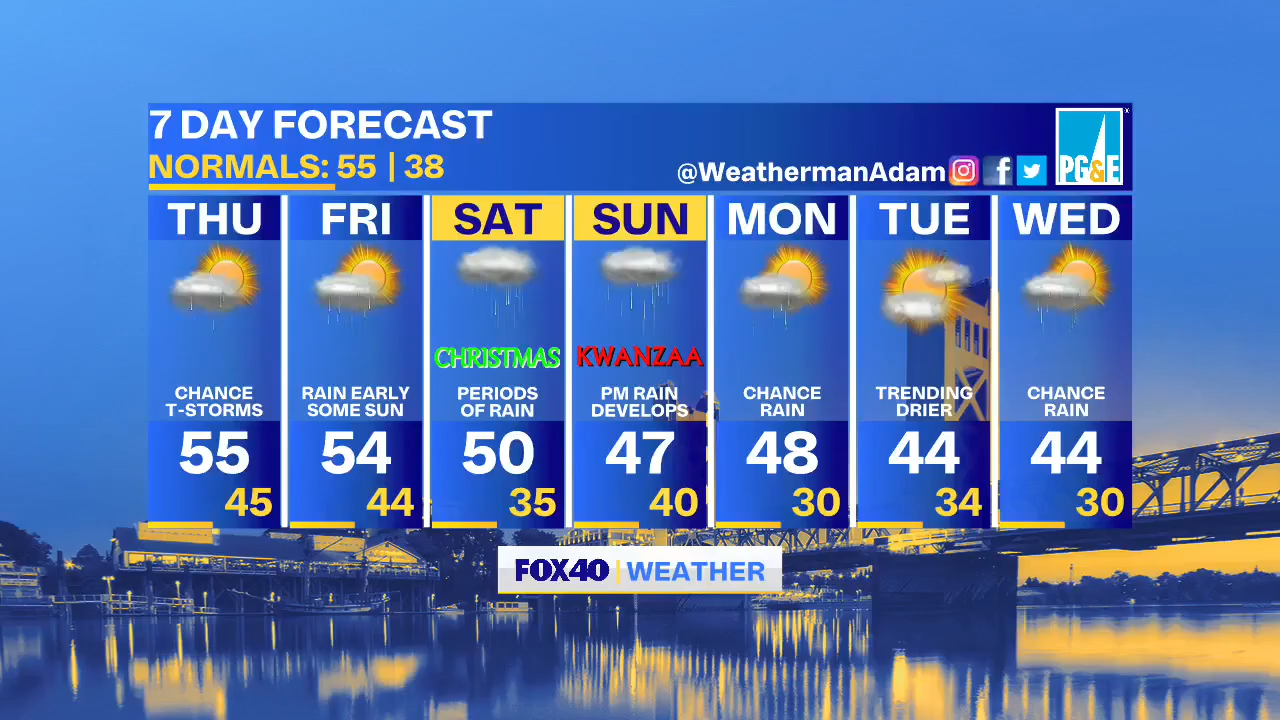 7 DAY FORECAST
NORMALS: 55 | 38
@WeathermanAdam
PG&E
THU
CHANCE
T-STORMS
55
45
FRI
RAIN EARLY
SOME SUN
54
44
SAT
CHRISTMAS
PERIODS
OF RAIN
50
35
SUN
KWANZAA
PM RAIN
DEVELOPS
47
40
MON
CHANCE
RAIN
48
30
TUE
TRENDING
DRIER
44
34
WED
CHANCE
RAIN
44
30
FOX40 | WEATHER